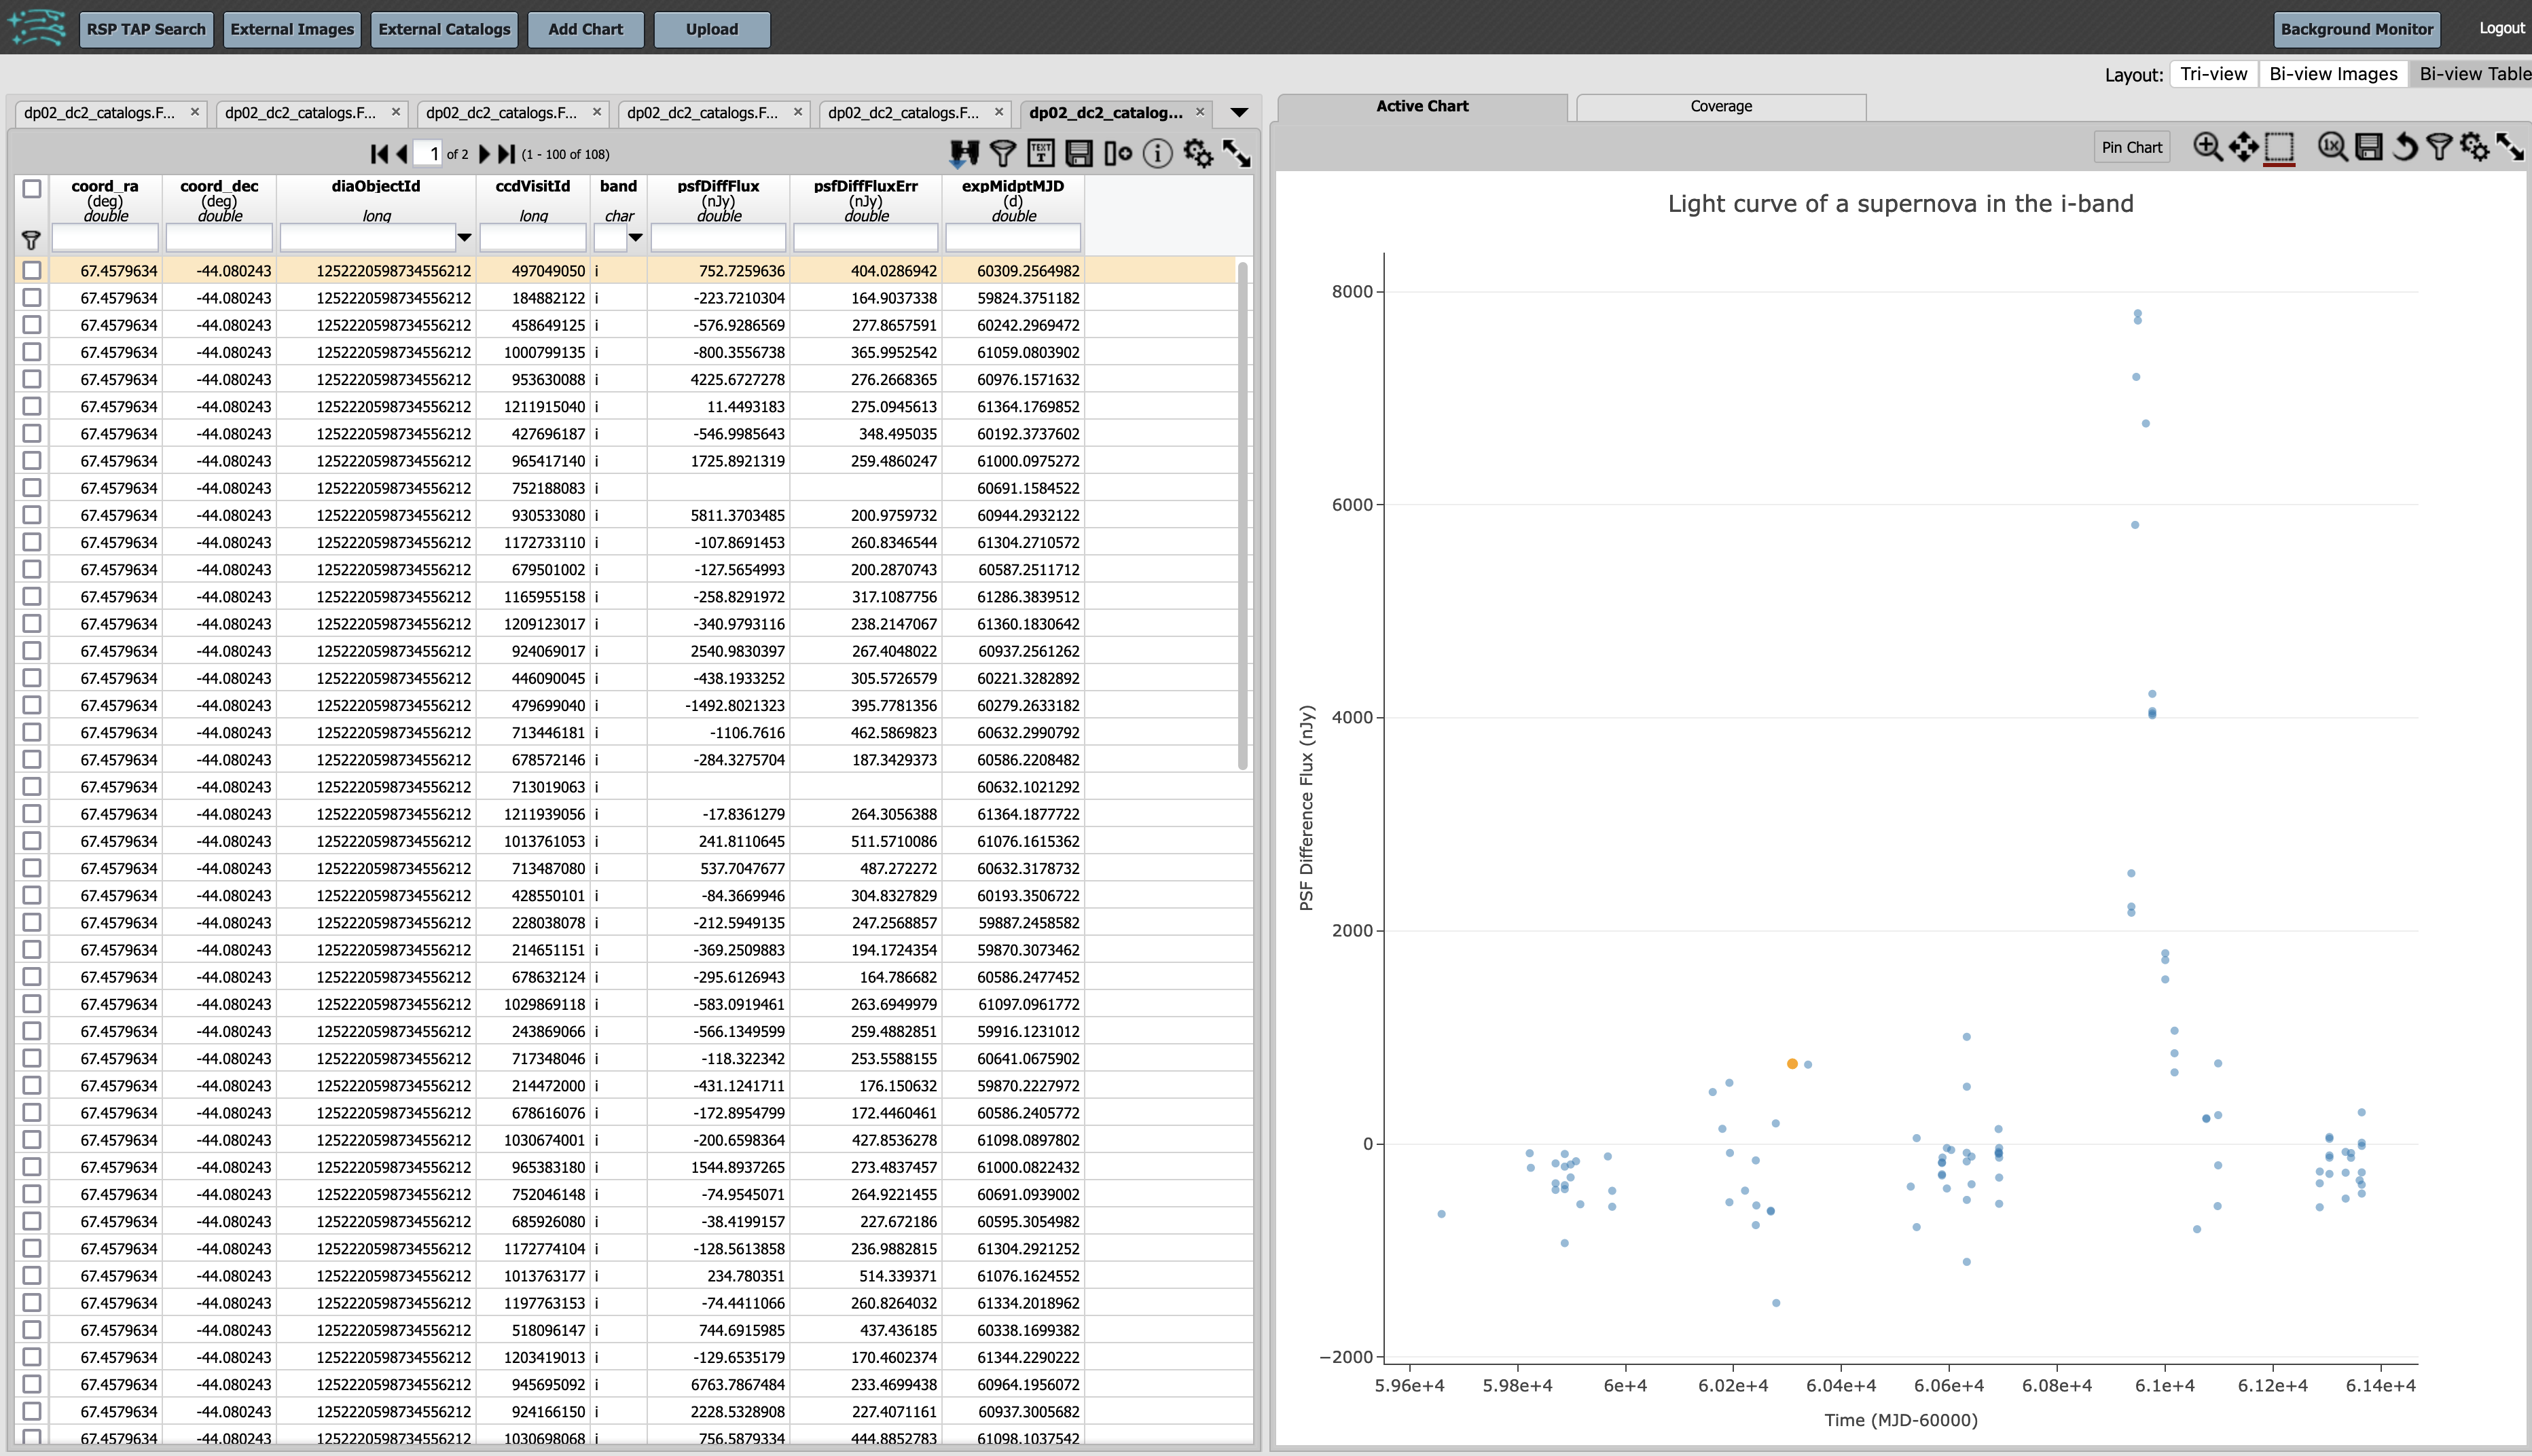 RSP TAP Search External Images External Catalogs Add Chart Upload Background Monitor Logout
Layout: Tri-view Bi-view Images Bi-view Table
dp02_dc2_catalogs.F... × dp02_dc2_catalogs.F... × dp02_dc2_catalogs.F... × dp02_dc2_catalogs.F... × dp02_dc2_catalogs.F... × dp02_dc2_catalog... ×
1 of 2 (1 - 100 of 108)
coord_ra coord_dec diaObjectId ccdVisitId band psfDiffFlux psfDiffFluxErr expMidptMJD
(deg) (deg) (nJy) (nJy) (d)
double double long long char double double double
67.4579634 -44.080243 1252220598734556212 497049050 i 752.7259636 404.0286942 60309.2564982
67.4579634 -44.080243 1252220598734556212 184882122 i -223.7210304 164.9037338 59824.3751182
67.4579634 -44.080243 1252220598734556212 458649125 i -576.9286569 277.8657591 60242.2969472
67.4579634 -44.080243 1252220598734556212 1000799135 i -800.3556738 365.9952542 61059.0803902
67.4579634 -44.080243 1252220598734556212 953630088 i 4225.6727278 276.2668365 60976.1571632
67.4579634 -44.080243 1252220598734556212 1211915040 i 11.4493183 275.0945613 61364.1769852
67.4579634 -44.080243 1252220598734556212 427696187 i -546.9985643 348.495035 60192.3737602
67.4579634 -44.080243 1252220598734556212 965417140 i 1725.8921319 259.4860247 61000.0975272
67.4579634 -44.080243 1252220598734556212 752188083 i 60691.1584522
67.4579634 -44.080243 1252220598734556212 930533080 i 5811.3703485 200.9759732 60944.2932122
67.4579634 -44.080243 1252220598734556212 1172733110 i -107.8691453 260.8346544 61304.2710572
67.4579634 -44.080243 1252220598734556212 679501002 i -127.5654993 200.2870743 60587.2511712
67.4579634 -44.080243 1252220598734556212 1165955158 i -258.8291972 317.1087756 61286.3839512
67.4579634 -44.080243 1252220598734556212 1209123017 i -340.9793116 238.2147067 61360.1830642
67.4579634 -44.080243 1252220598734556212 924069017 i 2540.9830397 267.4048022 60937.2561262
67.4579634 -44.080243 1252220598734556212 446090045 i -438.1933252 305.5726579 60221.3282892
67.4579634 -44.080243 1252220598734556212 479699040 i -1492.8021323 395.7781356 60279.2633182
67.4579634 -44.080243 1252220598734556212 713446181 i -1106.7616 462.5869823 60632.2990792
67.4579634 -44.080243 1252220598734556212 678572146 i -284.3275704 187.3429373 60586.2208482
67.4579634 -44.080243 1252220598734556212 713019063 i 60632.1021292
67.4579634 -44.080243 1252220598734556212 1211939056 i -17.8361279 264.3056388 61364.1877722
67.4579634 -44.080243 1252220598734556212 1013761053 i 241.8110645 511.5710086 61076.1615362
67.4579634 -44.080243 1252220598734556212 713487080 i 537.7047677 487.272272 60632.3178732
67.4579634 -44.080243 1252220598734556212 428550101 i -84.3669946 304.8327829 60193.3506722
67.4579634 -44.080243 1252220598734556212 228038078 i -212.5949135 247.2568857 59887.2458582
67.4579634 -44.080243 1252220598734556212 214651151 i -369.2509883 194.1724354 59870.3073462
67.4579634 -44.080243 1252220598734556212 678632124 i -295.6126943 164.786682 60586.2477452
67.4579634 -44.080243 1252220598734556212 1029869118 i -583.0919461 263.6949979 61097.0961772
67.4579634 -44.080243 1252220598734556212 243869066 i -566.1349599 259.4882851 59916.1231012
67.4579634 -44.080243 1252220598734556212 717348046 i -118.322342 253.5588155 60641.0675902
67.4579634 -44.080243 1252220598734556212 214472000 i -431.1241711 176.150632 59870.2227972
67.4579634 -44.080243 1252220598734556212 678616076 i -172.8954799 172.4460461 60586.2405772
67.4579634 -44.080243 1252220598734556212 1030674001 i -200.6598364 427.8536278 61098.0897802
67.4579634 -44.080243 1252220598734556212 965383180 i 1544.8937265 273.4837457 61000.0822432
67.4579634 -44.080243 1252220598734556212 752046148 i -74.9545071 264.9221455 60691.0939002
67.4579634 -44.080243 1252220598734556212 685926080 i -38.4199157 227.672186 60595.3054982
67.4579634 -44.080243 1252220598734556212 1172774104 i -128.5613858 236.9882815 61304.2921252
67.4579634 -44.080243 1252220598734556212 1013763177 i 234.780351 514.339371 61076.1624552
67.4579634 -44.080243 1252220598734556212 1197763153 i -74.4411066 260.8264032 61334.2018962
67.4579634 -44.080243 1252220598734556212 518096147 i 744.6915985 437.436185 60338.1699382
67.4579634 -44.080243 1252220598734556212 1203419013 i -129.6535179 170.4602374 61344.2290222
67.4579634 -44.080243 1252220598734556212 945695092 i 6763.7867484 233.4699438 60964.1956072
67.4579634 -44.080243 1252220598734556212 924166150 i 2228.5328908 227.4071161 60937.3005682
67.4579634 -44.080243 1252220598734556212 1030698068 i 756.5879334 444.8852783 61098.1037542
Active Chart Coverage
Pin Chart
Light curve of a supernova in the i-band
8000
6000
4000
2000
0
−2000
PSF Difference Flux (nJy)
5.96e+4 5.98e+4 6e+4 6.02e+4 6.04e+4 6.06e+4 6.08e+4 6.1e+4 6.12e+4 6.14e+4
Time (MJD-60000)